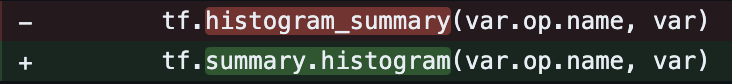 - tf.histogram_summary(var.op.name, var)
+ tf.summary.histogram(var.op.name, var)